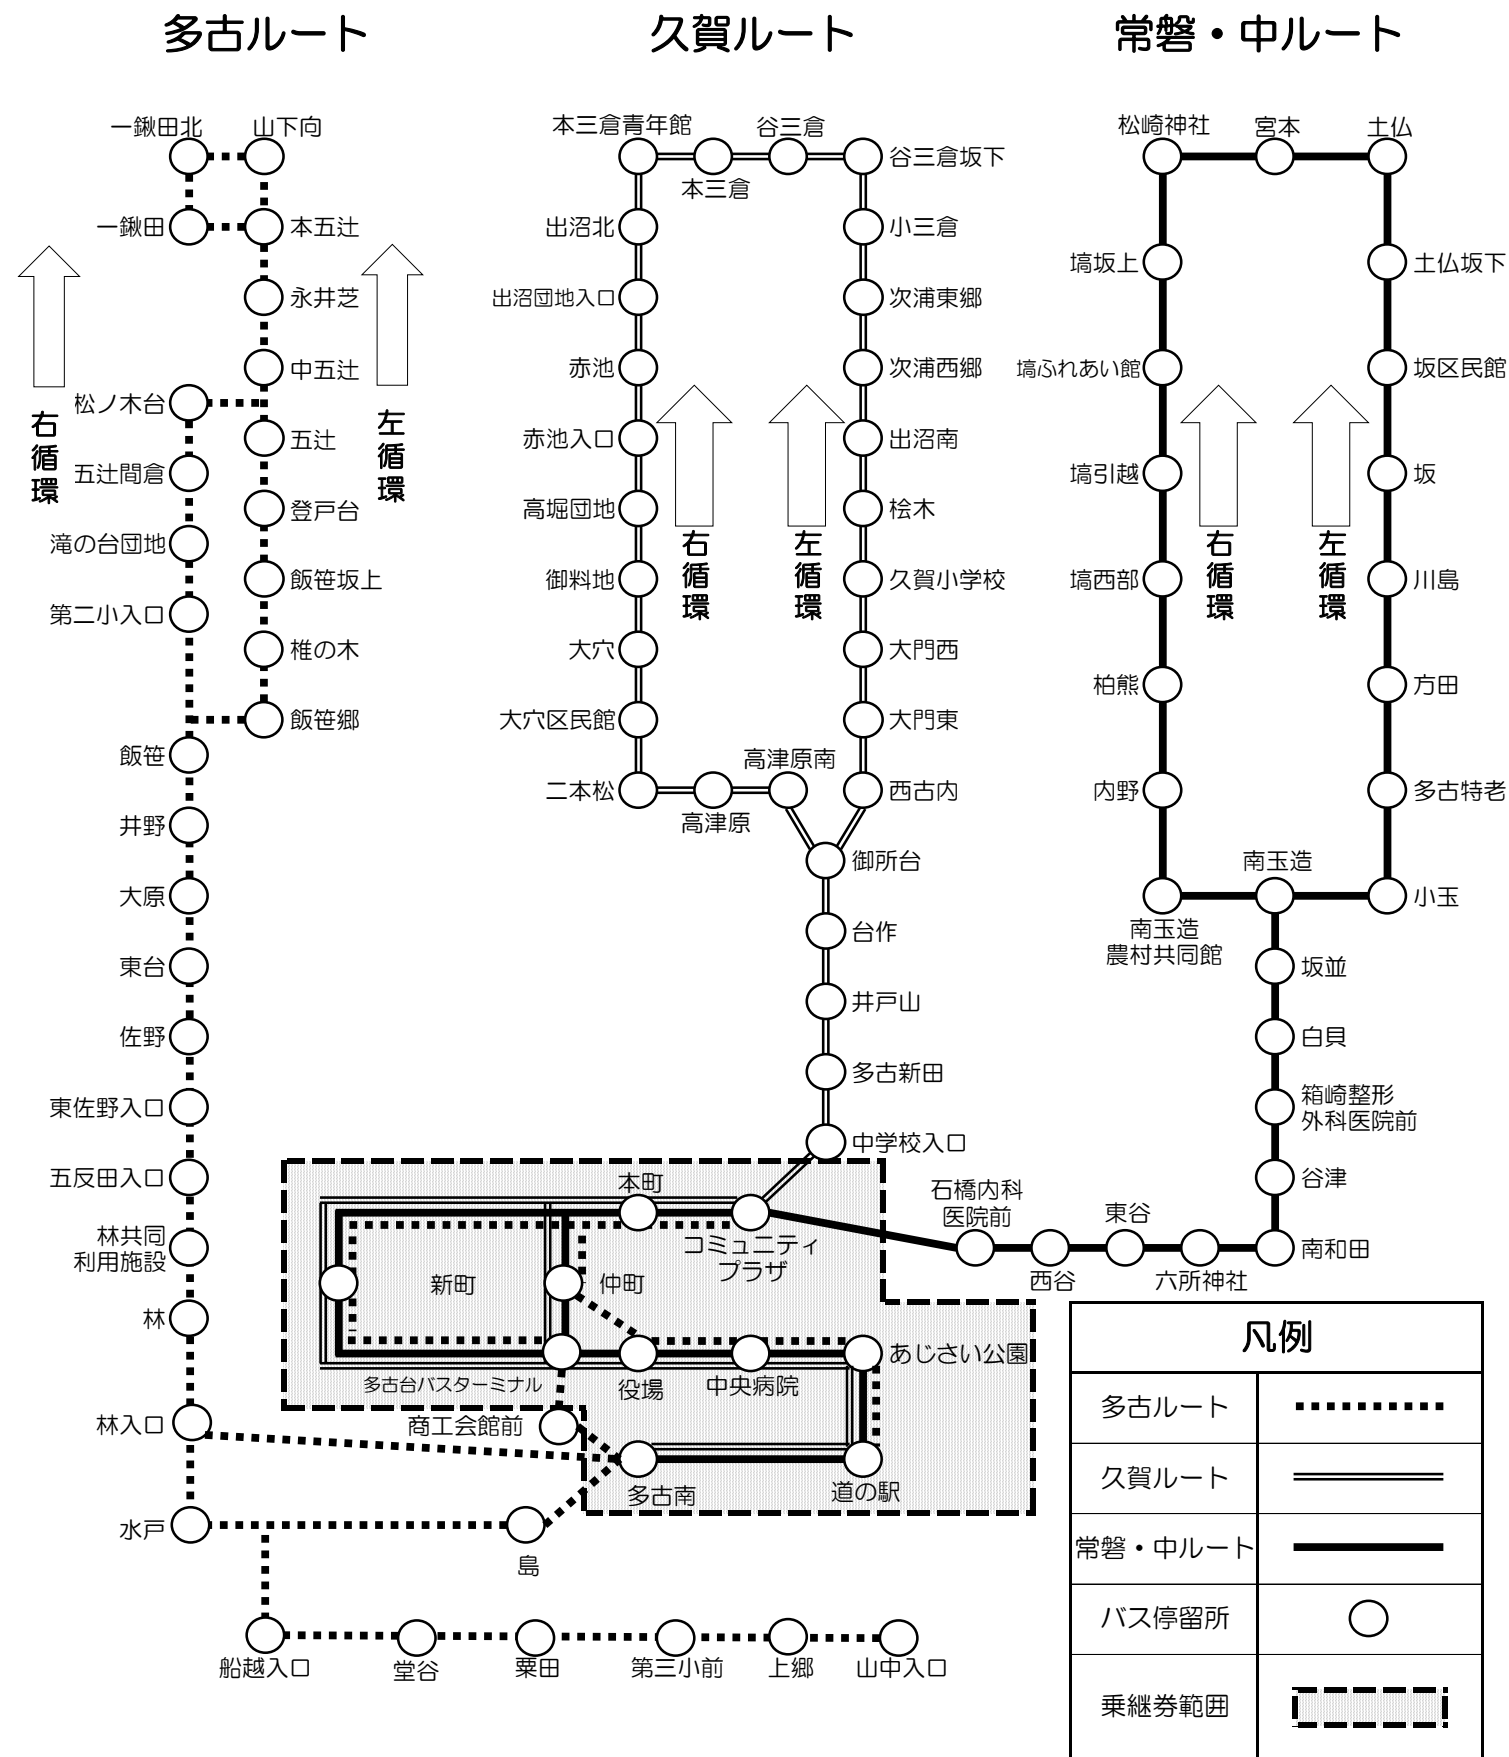 多古ルート
久賀ルート
常磐・中ルート
一鍬田北
山下向
一鍬田
本五辻
永井芝
中五辻
松ノ木台
五辻
五辻間倉
登戸台
滝の台団地
飯笹坂上
第二小入口
椎の木
飯笹郷
飯笹
井野
大原
東台
佐野
東佐野入口
五反田入口
林共同
利用施設
林
林入口
水戸
右循環
左循環
本三倉青年館
谷三倉
本三倉
谷三倉坂下
出沼北
小三倉
出沼団地入口
次浦東郷
赤池
次浦西郷
赤池入口
出沼南
高堀団地
桧木
御料地
久賀小学校
大穴
大門西
大穴区民館
大門東
二本松
高津原
高津原南
西古内
右循環
左循環
御所台
台作
井戸山
多古新田
中学校入口
松崎神社
宮本
土仏
塙坂上
土仏坂下
塙ふれあい館
坂区民館
塙引越
坂
塙西部
川島
柏熊
方田
内野
多古特老
南玉造
小玉
南玉造
農村共同館
右循環
左循環
坂並
白貝
箱崎整形
外科医院前
谷津
南和田
六所神社
東谷
西谷
石橋内科
医院前
本町
コミュニティ
プラザ
新町
仲町
多古台バスターミナル
役場
中央病院
あじさい公園
商工会館前
多古南
道の駅
島
船越入口
堂谷
粟田
第三小前
上郷
山中入口
凡例
多古ルート
久賀ルート
常磐・中ルート
バス停留所
乗継券範囲